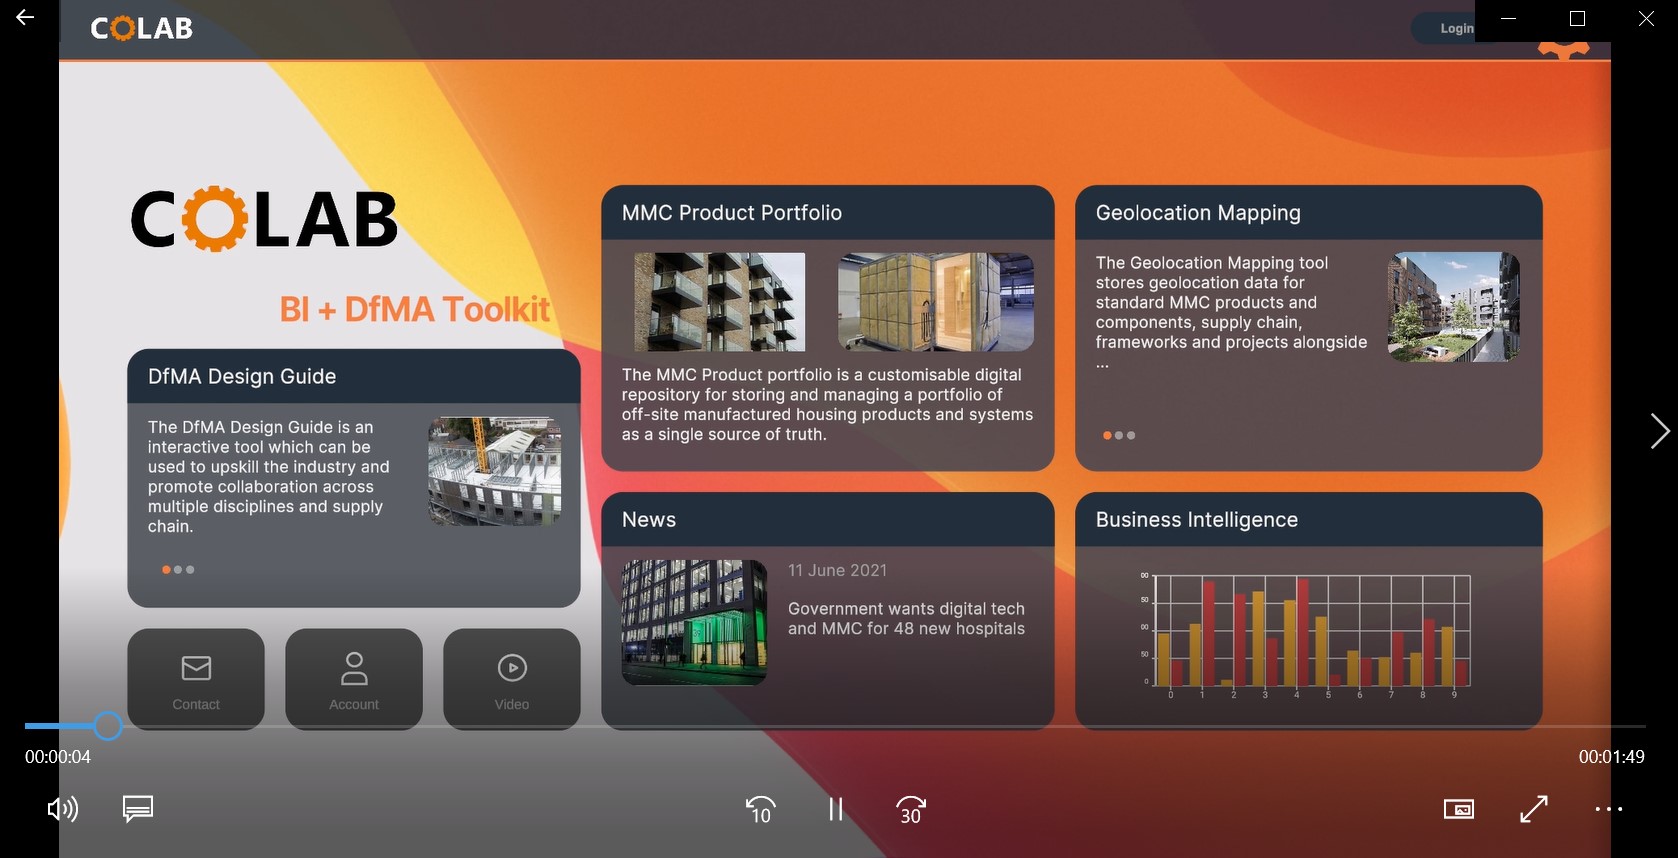 COLAB
Login
COLAB
BI + DfMA Toolkit
DfMA Design Guide
The DfMA Design Guide is an
interactive tool which can be
used to upskill the industry and
promote collaboration across
multiple disciplines and supply
chain.
Contact
Account
Video
MMC Product Portfolio
The MMC Product portfolio is a customisable digital
repository for storing and managing a portfolio of
off-site manufactured housing products and systems
as a single source of truth.
Geolocation Mapping
The Geolocation Mapping tool
stores geolocation data for
standard MMC products and
components, supply chain,
frameworks and projects alongside
...
News
11 June 2021
Government wants digital tech
and MMC for 48 new hospitals
Business Intelligence
00
50
00
50
0
0 1 2 3 4 5 6 7 8 9
00:00:04
00:01:49
10
30